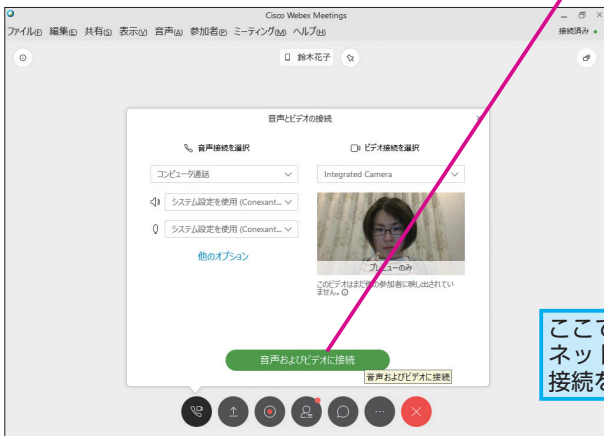 Cisco Webex Meetings
ファイル(F) 編集(E) 共有(S) 表示(V) 音声(A) 参加者(P) ミーティング(M) ヘルプ(H)
接続済み
鈴木花子
音声とビデオの接続
音声接続を選択
ビデオ接続を選択
コンピュータ通話
Integrated Camera
システム設定を使用 (Conexant...
システム設定を使用 (Conexant...
他のオプション
プレビューのみ
このビデオはまだ他の参加者に映し出されてい
ません。
音声およびビデオに接続
音声およびビデオに接続
ここで
ネット
接続を